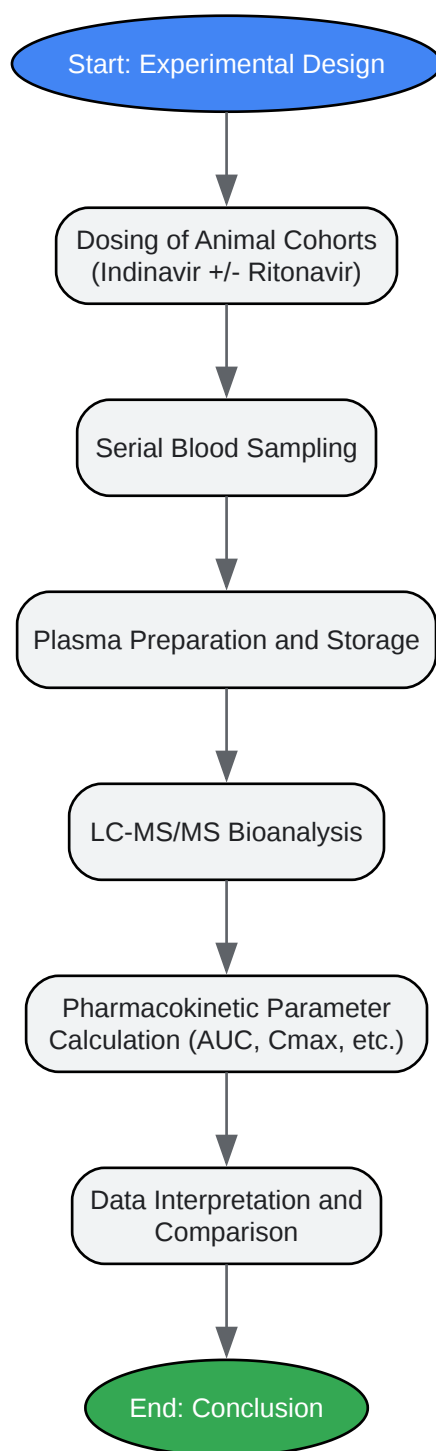 Start: Experimental Design
Dosing of Animal Cohorts
(Indinavir +/- Ritonavir)
Serial Blood Sampling
Plasma Preparation and Storage
LC-MS/MS Bioanalysis
Pharmacokinetic Parameter
Calculation (AUC, Cmax, etc.)
Data Interpretation and
Comparison
End: Conclusion